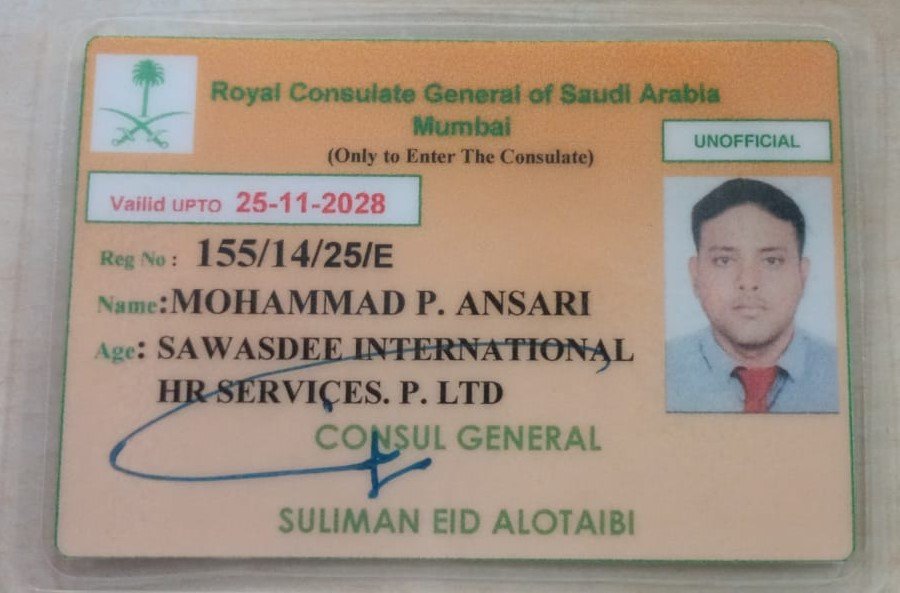 Royal Consulate General of Saudi Arabia
Mumbai
(Only to Enter The Consulate)
UNOFFICIAL
Vailid UPTO 25-11-2028
Reg No : 155/14/25/E
Name:MOHAMMAD P. ANSARI
Age: SAWASDEE INTERNATIONAL
HR SERVICES. P. LTD
CONSUL GENERAL
SULIMAN EID ALOTAIBI